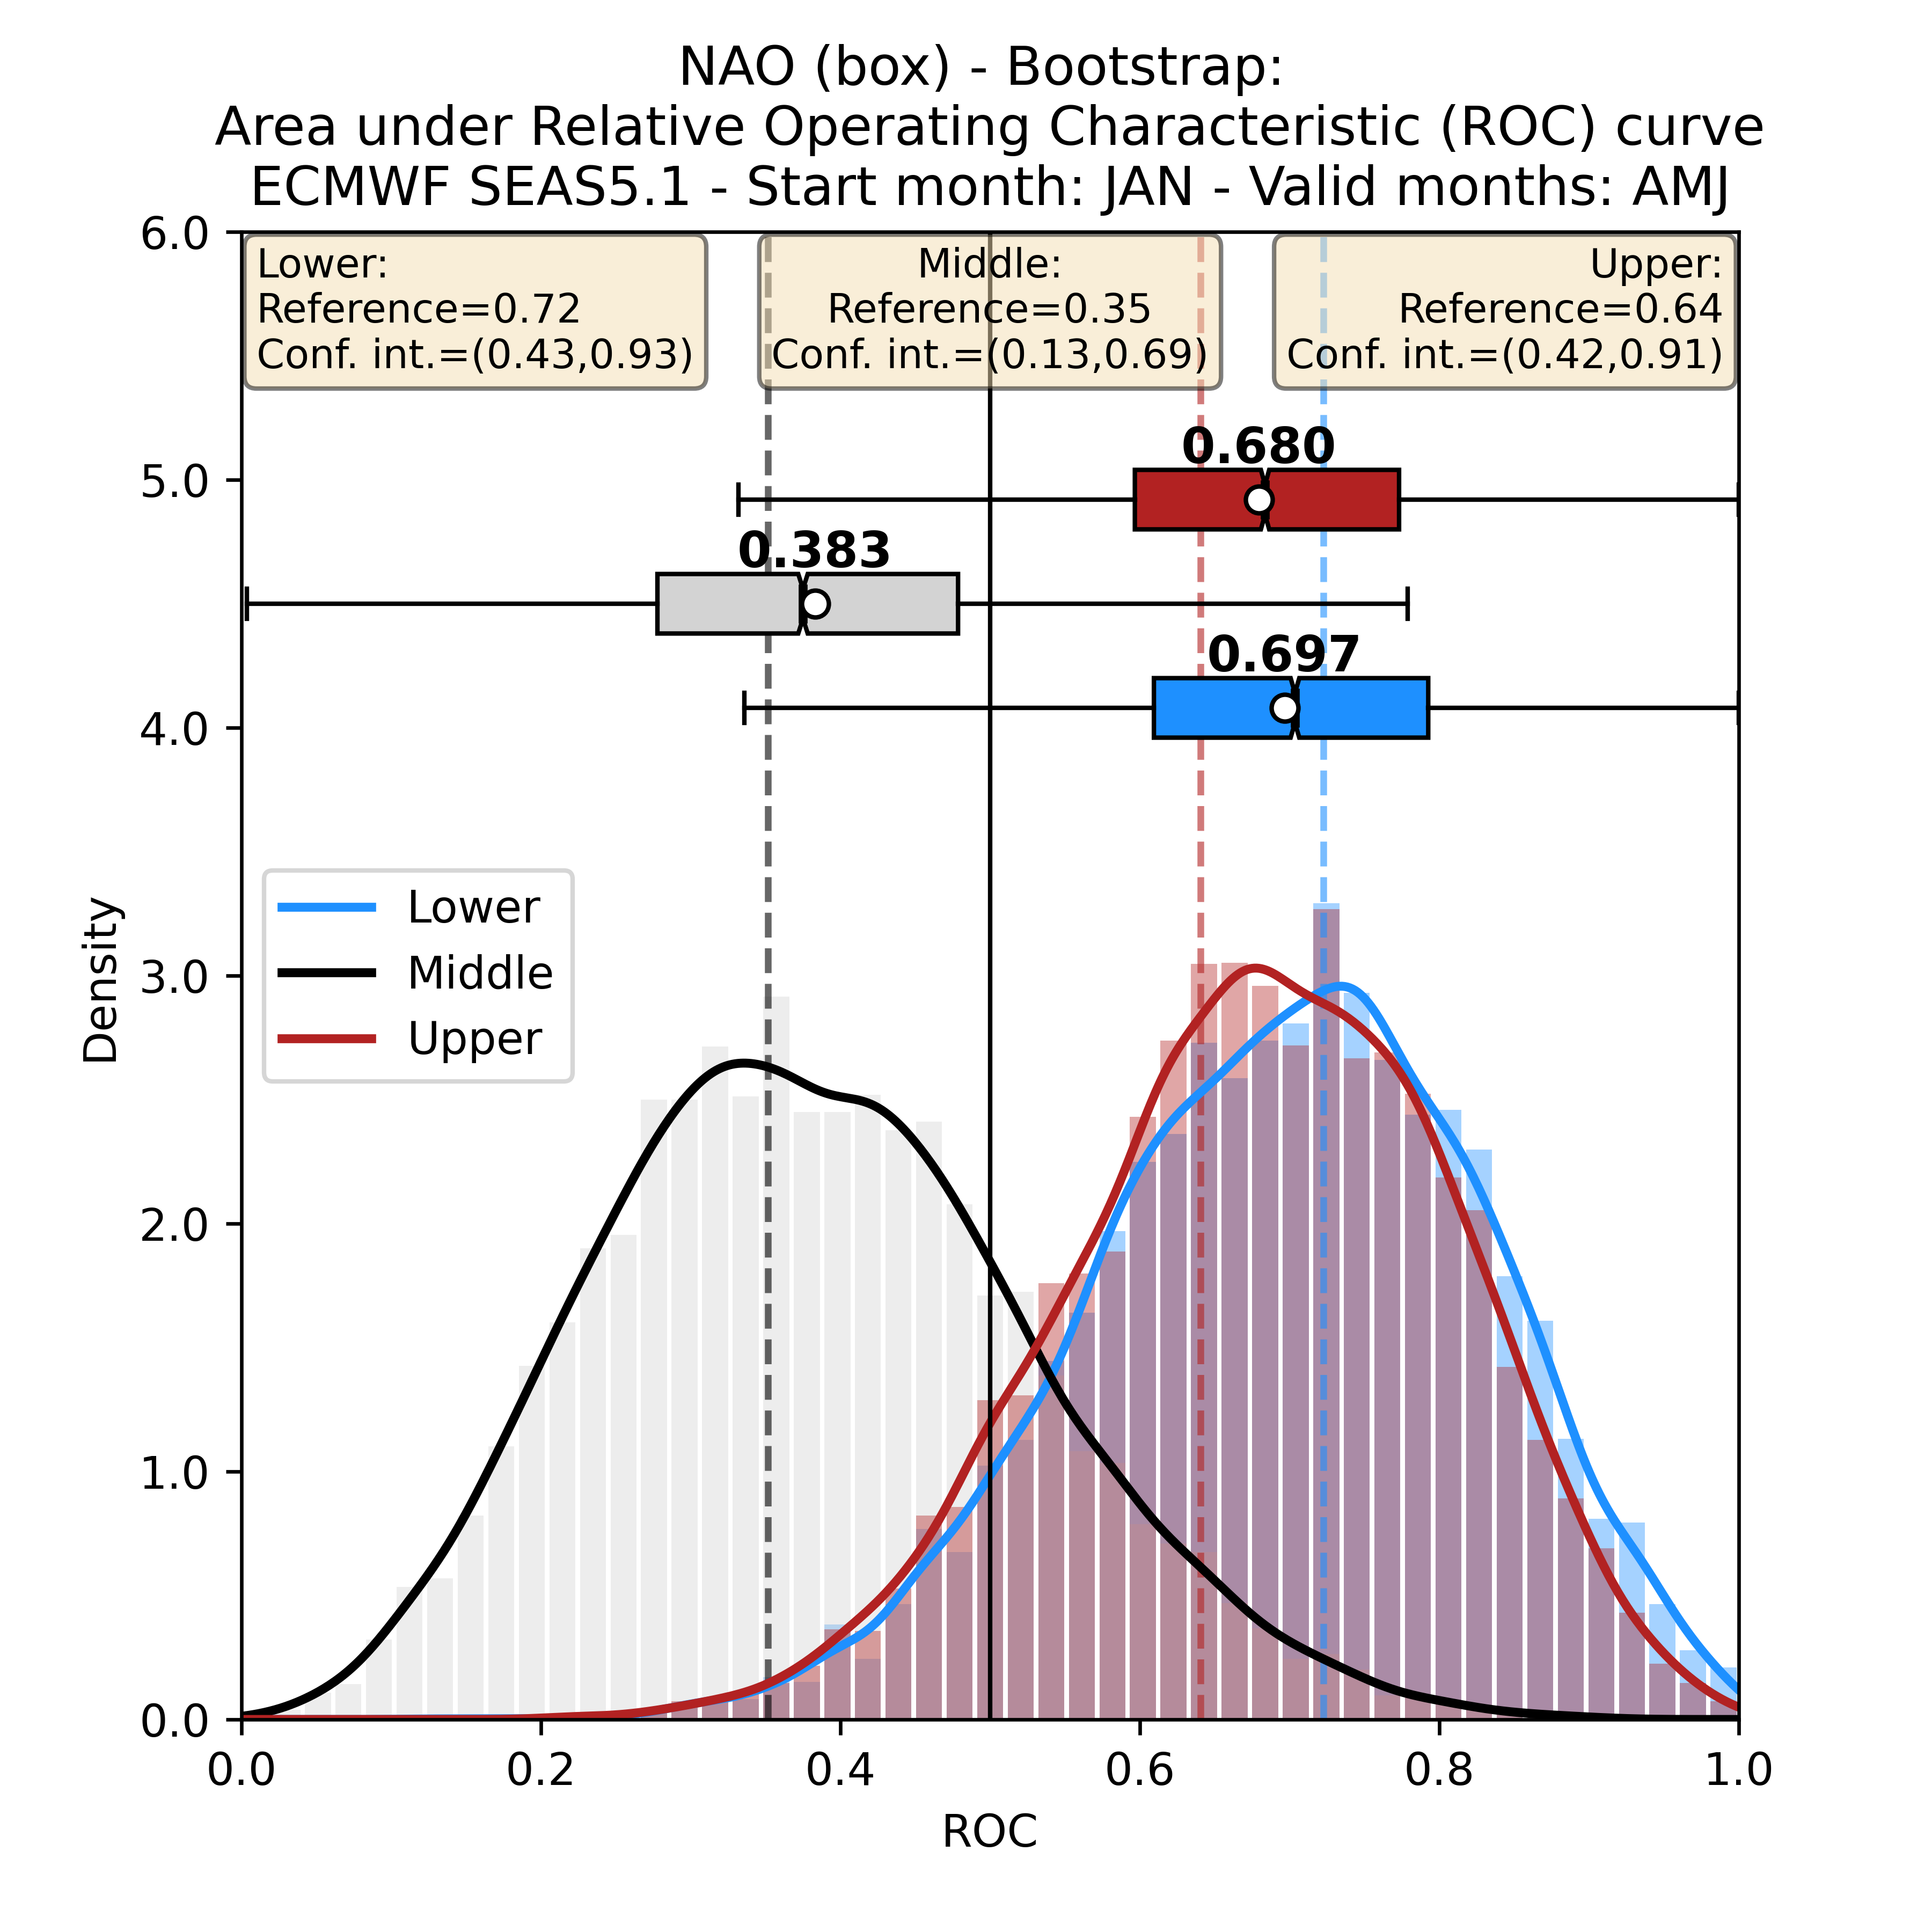 NAO (box) - Bootstrap:
Area under Relative Operating Characteristic (ROC) curve
ECMWF SEAS5.1 - Start month: JAN - Valid months: AMJ
Lower:
Reference=0.72
Conf. int.=(0.43,0.93)
Middle:
Reference=0.35
Conf. int.=(0.13,0.69)
Upper:
Reference=0.64
Conf. int.=(0.42,0.91)
0.680
0.383
0.697
Lower
Middle
Upper
Density
6.0
5.0
4.0
3.0
2.0
1.0
0.0
0.0 0.2 0.4 0.6 0.8 1.0
ROC